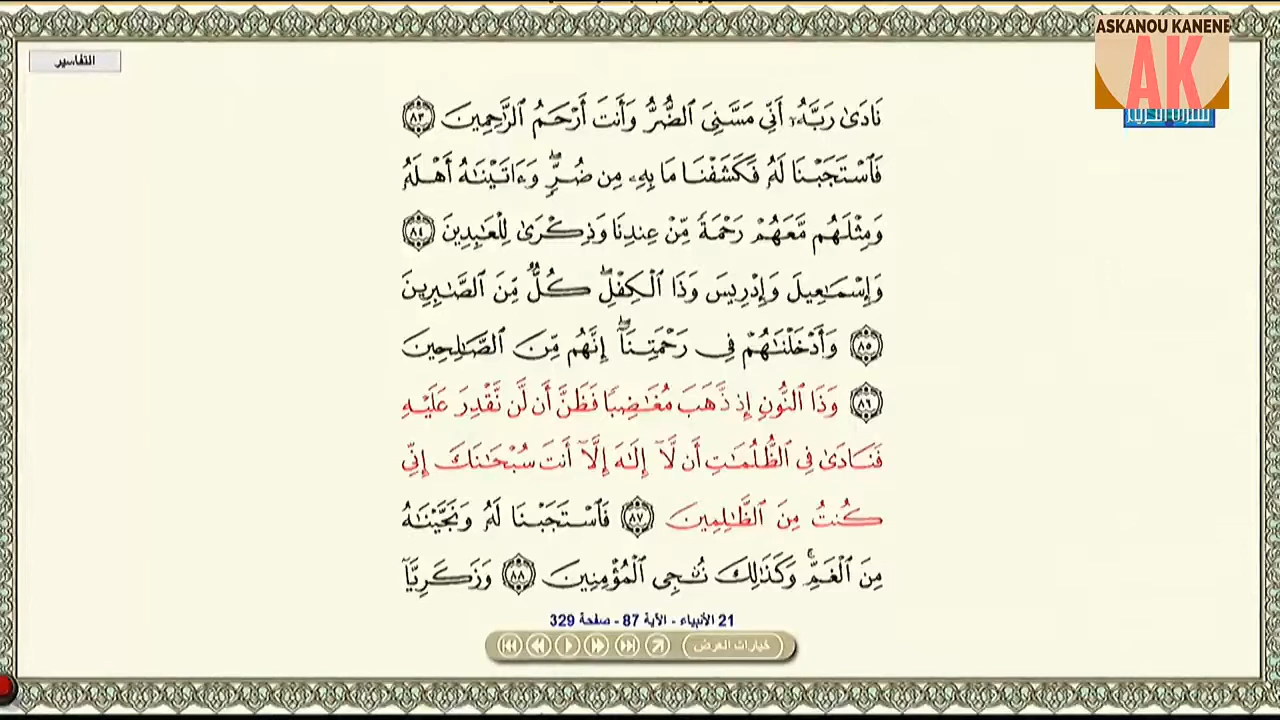 ASKANOU KANENE
AK
التفاسير
نَادَىٰ رَبَّهُۥٓ أَنِّى مَسَّنِىَ ٱلضُّرُّ وَأَنتَ أَرْحَمُ ٱلرَّٰحِمِينَ ٨٣
فَٱسْتَجَبْنَا لَهُۥ فَكَشَفْنَا مَا بِهِۦ مِن ضُرٍّۢ ۖ وَءَاتَيْنَٰهُ أَهْلَهُۥ
وَمِثْلَهُم مَّعَهُمْ رَحْمَةً مِّنْ عِندِنَا وَذِكْرَىٰ لِلْعَٰبِدِينَ ٨٤
وَإِسْمَٰعِيلَ وَإِدْرِيسَ وَذَا ٱلْكِفْلِ ۖ كُلٌّ مِّنَ ٱلصَّٰبِرِينَ
٨٥ وَأَدْخَلْنَٰهُمْ فِى رَحْمَتِنَآ ۖ إِنَّهُم مِّنَ ٱلصَّٰلِحِينَ
٨٦ وَذَا ٱلنُّونِ إِذ ذَّهَبَ مُغَٰضِبًا فَظَنَّ أَن لَّن نَّقْدِرَ عَلَيْهِ
فَنَادَىٰ فِى ٱلظُّلُمَٰتِ أَن لَّآ إِلَٰهَ إِلَّآ أَنتَ سُبْحَٰنَكَ إِنِّى
كُنتُ مِنَ ٱلظَّٰلِمِينَ ٨٧ فَٱسْتَجَبْنَا لَهُۥ وَنَجَّيْنَٰهُ
مِنَ ٱلْغَمِّ ۚ وَكَذَٰلِكَ نُۨجِى ٱلْمُؤْمِنِينَ ٨٨ وَزَكَرِيَّآ
21 الأنبياء - الآية 87 - صفحة 329
خيارات العرض